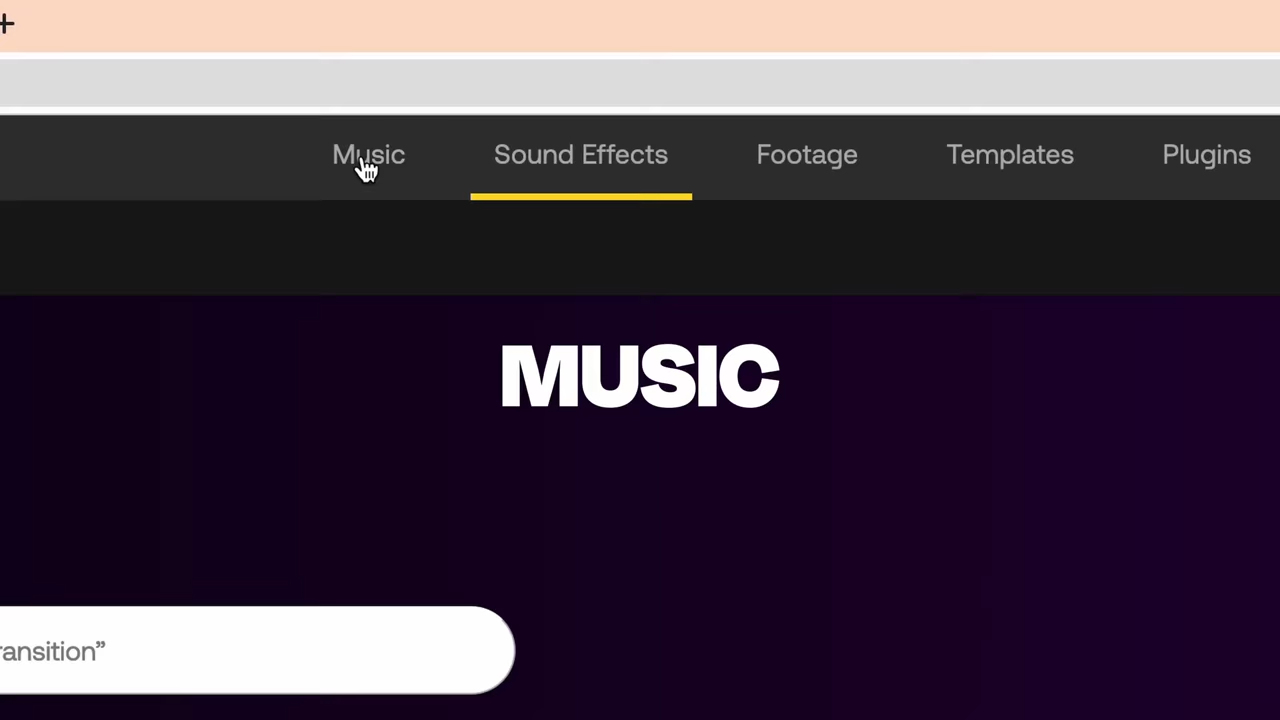 Music Sound Effects Footage Templates Plugins
MUSIC
ransition”